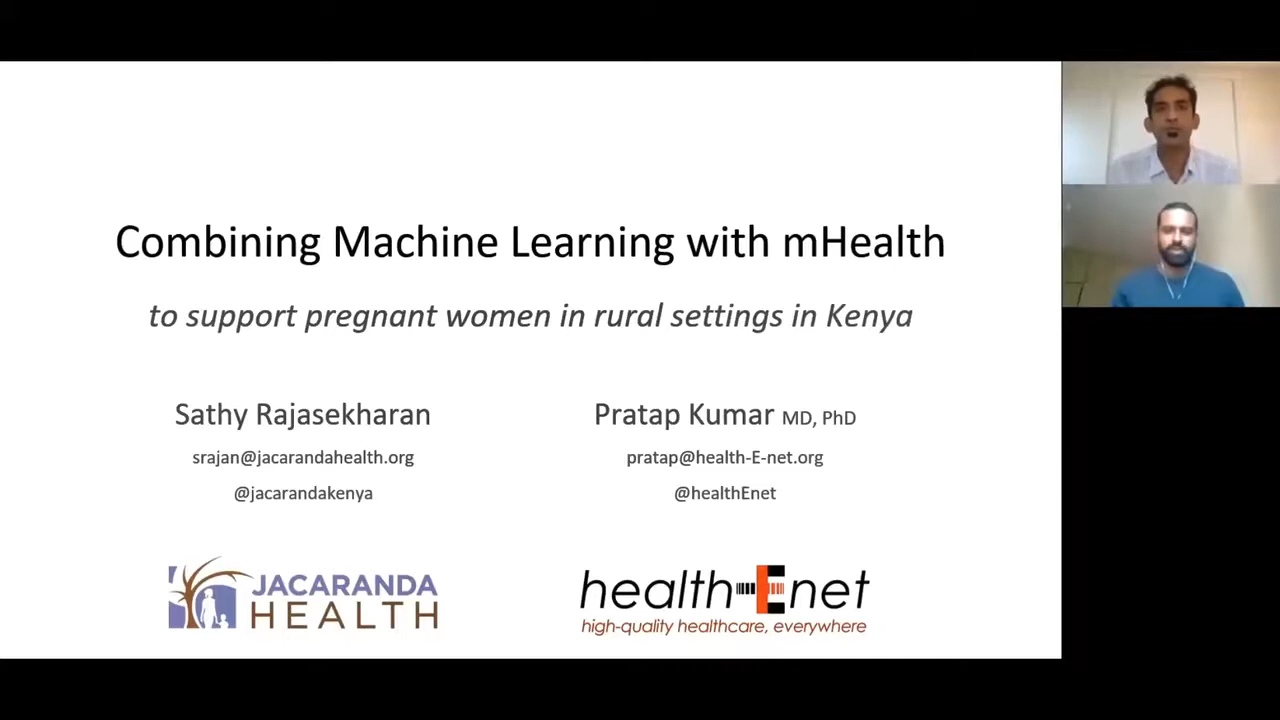 Combining Machine Learning with mHealth
to support pregnant women in rural settings in Kenya
Sathy Rajasekharan
srajan@jacarandahealth.org
@jacarandakenya
Pratap Kumar MD, PhD
pratap@health-E-net.org
@healthEnet
JACARANDA
HEALTH
health-Enet
high-quality healthcare, everywhere